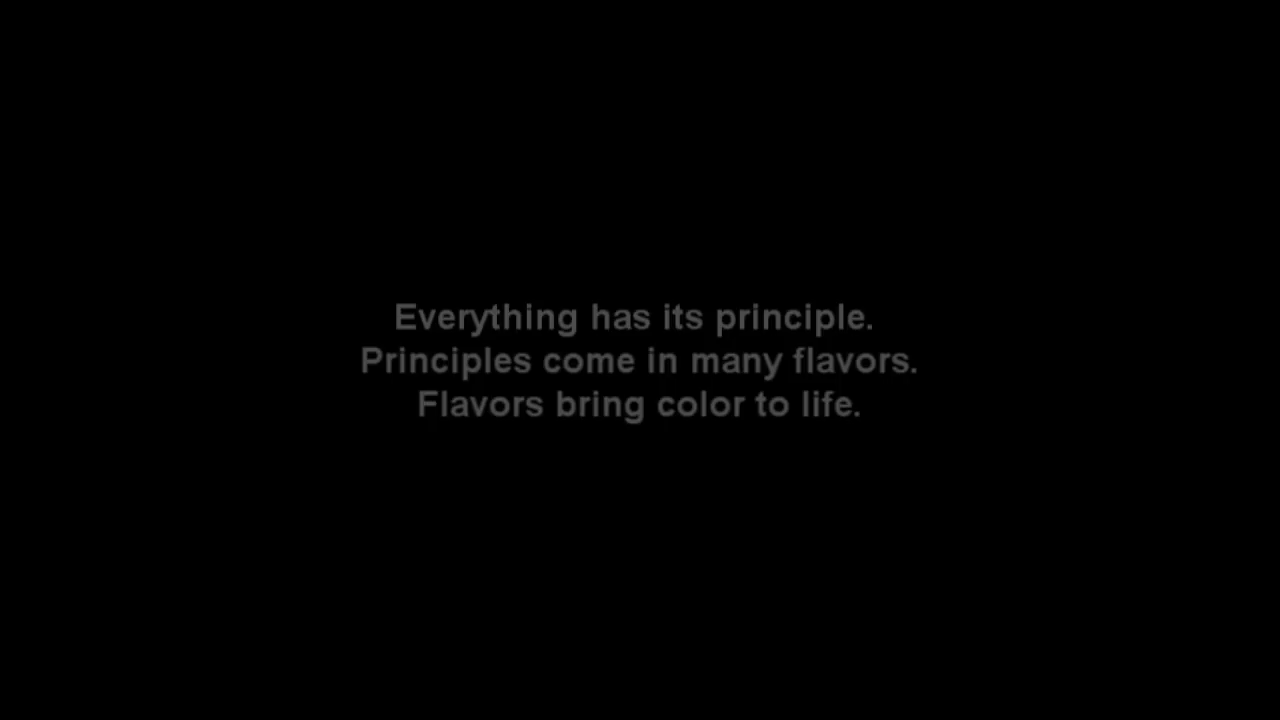 Everything has its principle.
Principles come in many flavors.
Flavors bring color to life.